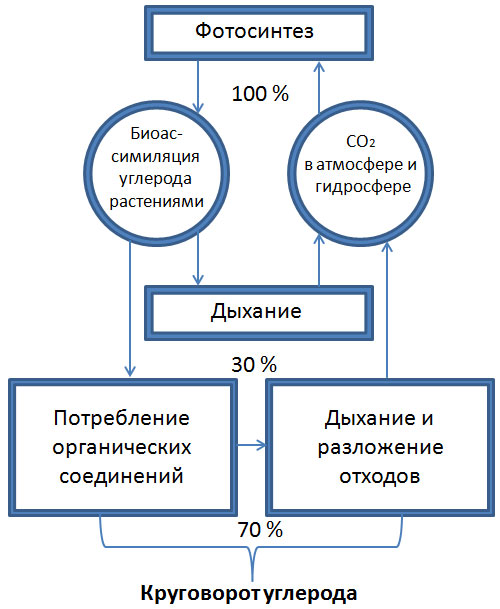 Фотосинтез
100 %
Биоас-
симиляция
углерода
растениями
CO₂
в атмосфере и
гидросфере
Дыхание
30 %
Потребление
органических
соединений
Дыхание и
разложение
отходов
70 %
Круговорот углерода